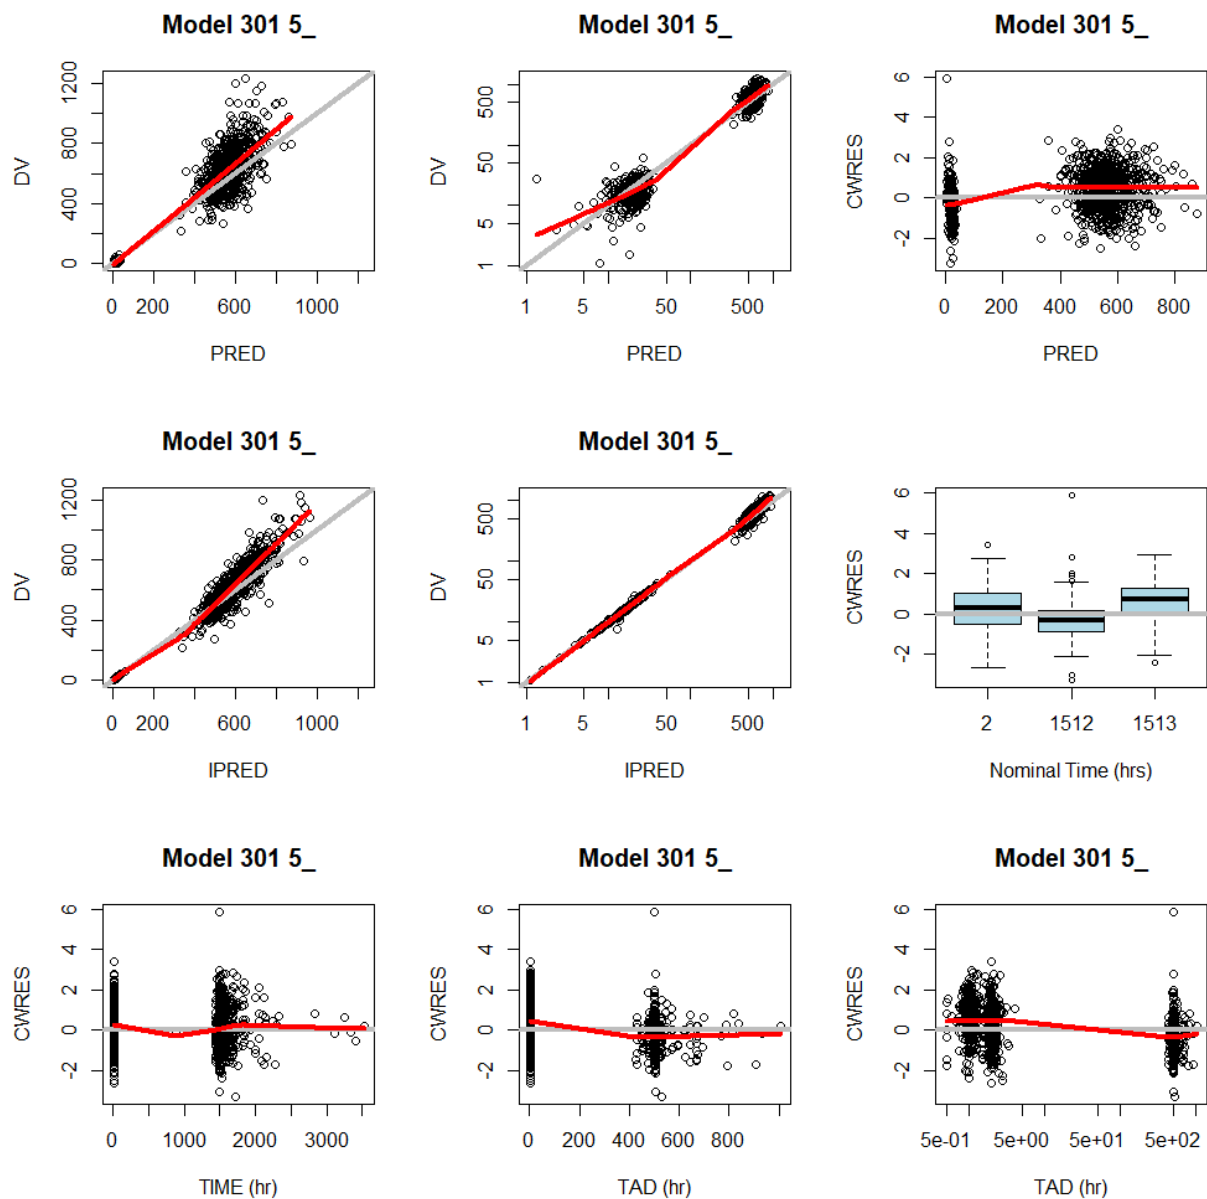 Model 301 5_ Model 301 5_ Model 301 5_
DV
0 400 800 1200
0 200 600 1000
PRED
DV
1 5 50 500
1 5 50 500
PRED
CWRES
-2 0 2 4 6
0 200 400 600 800
PRED
Model 301 5_ Model 301 5_ Model 301 5_
DV
0 400 800 1200
0 200 600 1000
IPRED
DV
1 5 50 500
1 5 50 500
IPRED
CWRES
-2 0 2 4 6
2 1512 1513
Nominal Time (hrs)
Model 301 5_ Model 301 5_ Model 301 5_
CWRES
-2 0 2 4 6
0 1000 2000 3000
TIME (hr)
CWRES
-2 0 2 4 6
0 200 400 600 800
TAD (hr)
CWRES
-2 0 2 4 6
5e-01 5e+00 5e+01 5e+02
TAD (hr)